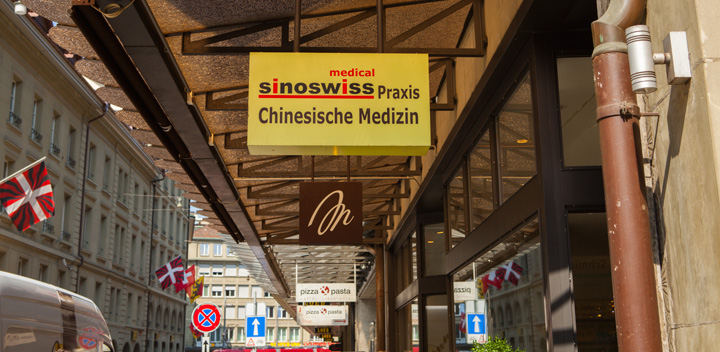 medical
sinoswiss Praxis
Chinesische Medizin
m
pizza pasta
pizza pasta